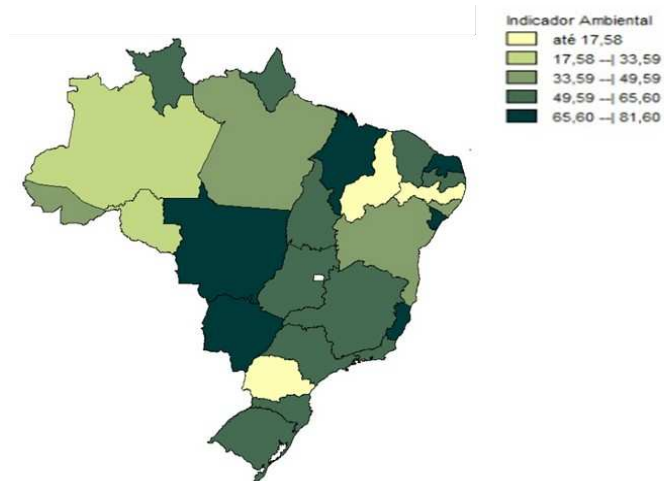 Indicador Ambiental
até 17,58
17,58 --| 33,59
33,59 --| 49,59
49,59 --| 65,60
65,60 --| 81,60